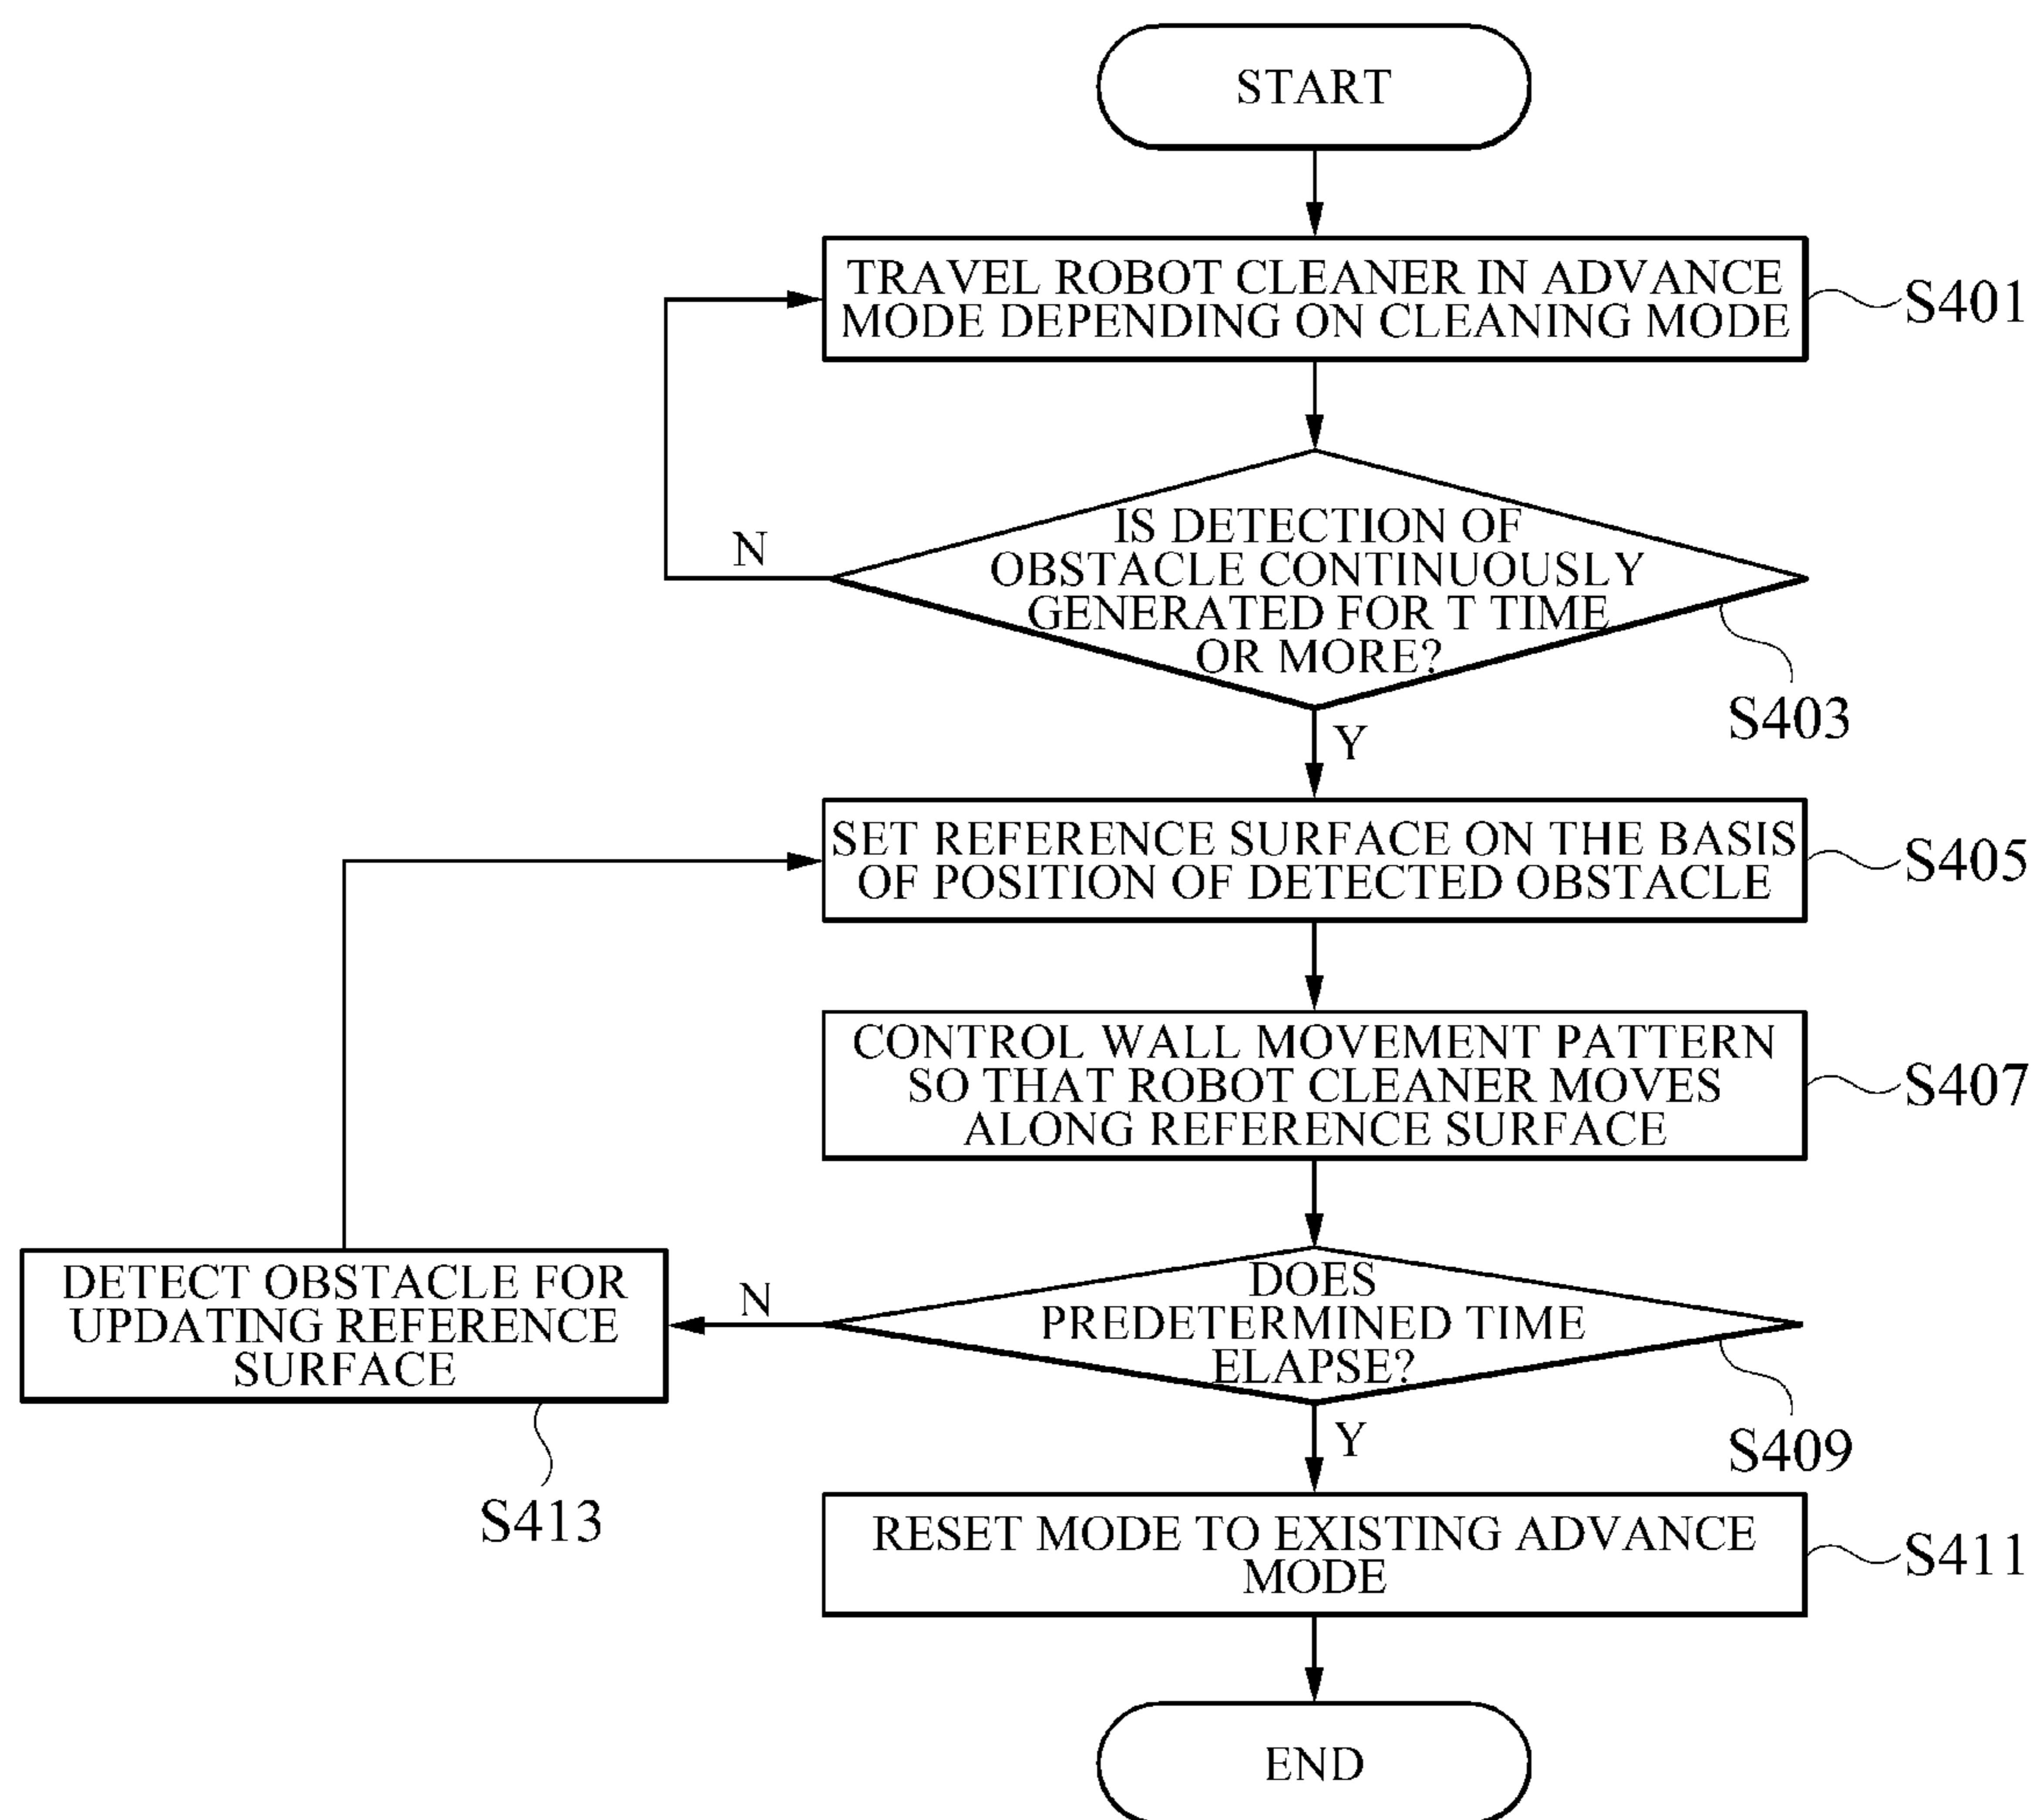 START
TRAVEL ROBOT CLEANER IN ADVANCE
MODE DEPENDING ON CLEANING MODE
S401
IS DETECTION OF
OBSTACLE CONTINUOUSLY
GENERATED FOR T TIME
OR MORE?
N
S403
Y
SET REFERENCE SURFACE ON THE BASIS
OF POSITION OF DETECTED OBSTACLE
S405
CONTROL WALL MOVEMENT PATTERN
SO THAT ROBOT CLEANER MOVES
ALONG REFERENCE SURFACE
S407
DOES
PREDETERMINED TIME
ELAPSE?
S409
N
DETECT OBSTACLE FOR
UPDATING REFERENCE
SURFACE
S413
Y
RESET MODE TO EXISTING ADVANCE
MODE
S411
END